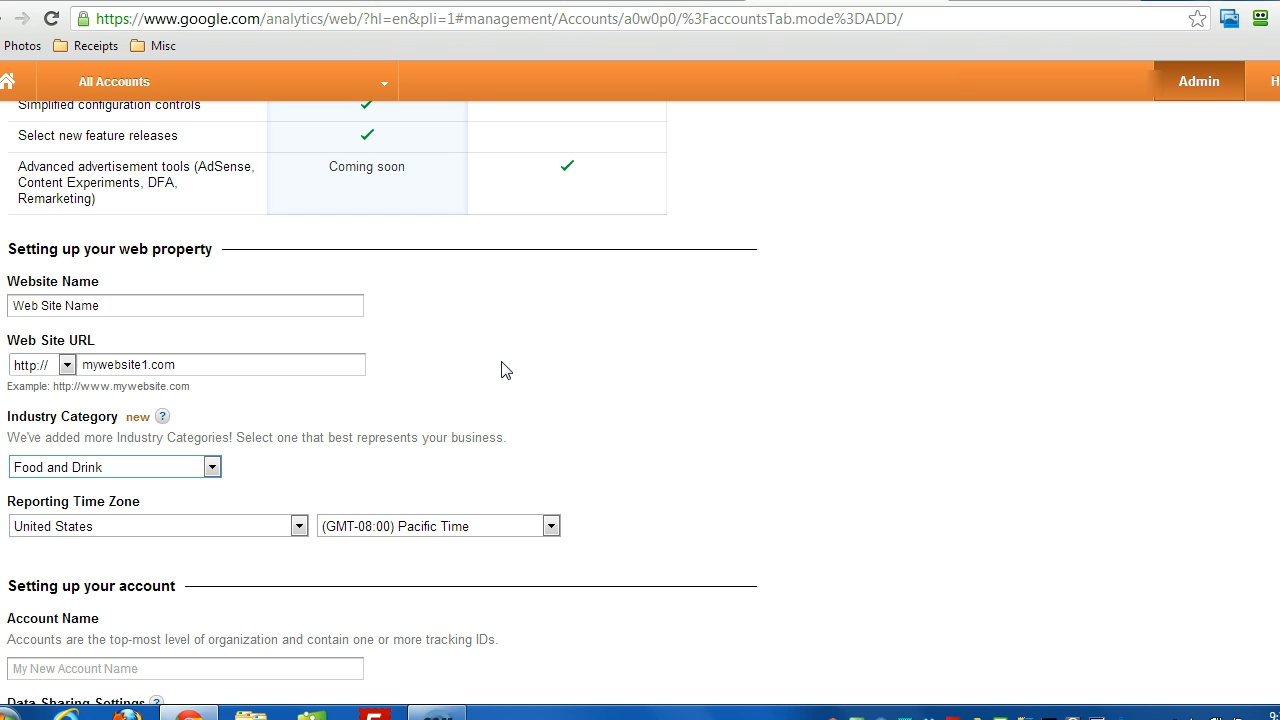 https://www.google.com/analytics/web/?hl=en&pli=1#management/Accounts/a0w0p0/%3FaccountsTab.mode%3DADD/
Photos Receipts Misc
All Accounts Admin H
Simplified configuration controls
Select new feature releases
Advanced advertisement tools (AdSense, Coming soon
Content Experiments, DFA,
Remarketing)
Setting up your web property
Website Name
Web Site Name
Web Site URL
http:// mywebsite1.com
Example: http://www.mywebsite.com
Industry Category new ?
We've added more Industry Categories! Select one that best represents your business.
Food and Drink
Reporting Time Zone
United States (GMT-08:00) Pacific Time
Setting up your account
Account Name
Accounts are the top-most level of organization and contain one or more tracking IDs.
My New Account Name
Data Sharing Settings ?